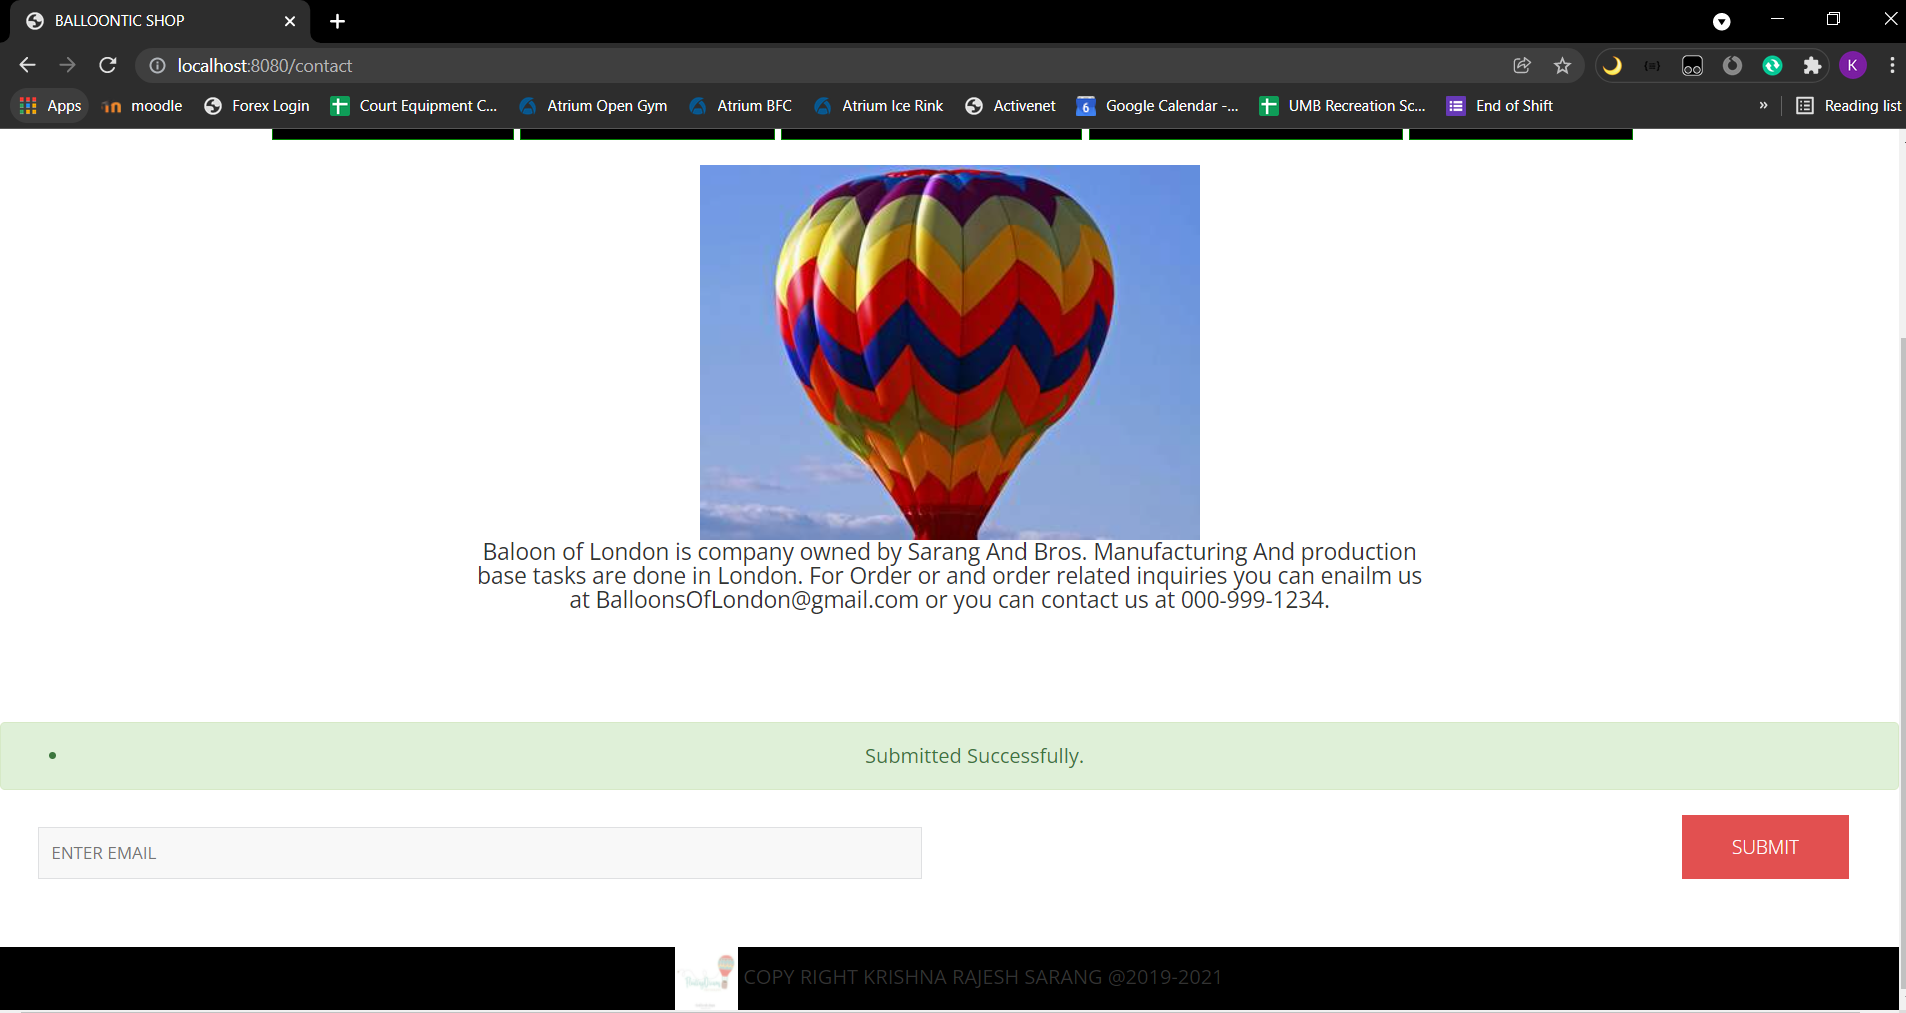 BALLOONTIC SHOP
localhost:8080/contact
K
Apps moodle Forex Login Court Equipment C... Atrium Open Gym Atrium BFC Atrium Ice Rink Activenet 6 Google Calendar -... UMB Recreation Sc... End of Shift » Reading list
Baloon of London is company owned by Sarang And Bros. Manufacturing And production
base tasks are done in London. For Order or and order related inquiries you can enailm us
at BalloonsOfLondon@gmail.com or you can contact us at 000-999-1234.
Submitted Successfully.
ENTER EMAIL
SUBMIT
COPY RIGHT KRISHNA RAJESH SARANG @2019-2021